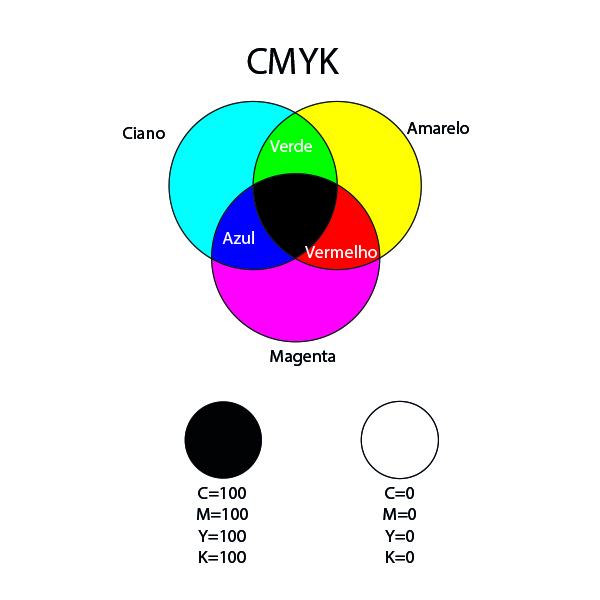 CMYK
Ciano
Amarelo
Verde
Azul
Vermelho
Magenta
C=100
M=100
Y=100
K=100
C=0
M=0
Y=0
K=0